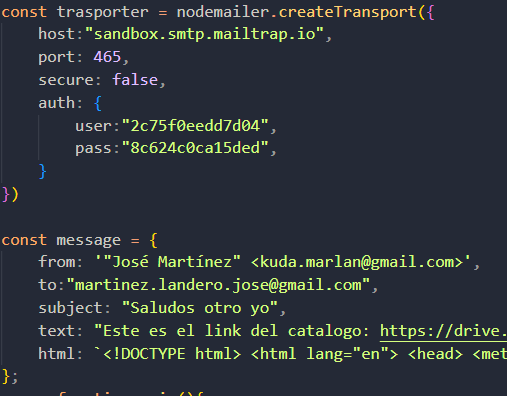 const trasporter = nodemailer.createTransport({
host:"sandbox.smtp.mailtrap.io",
port: 465,
secure: false,
auth: {
user:"2c75f0eedd7d04",
pass:"8c624c0ca15ded",
}
})
const message = {
from: '"José Martínez" <kuda.marlan@gmail.com>',
to:"martinez.landero.jose@gmail.com",
subject: "Saludos otro yo",
text: "Este es el link del catalogo: https://drive.
html: `<!DOCTYPE html> <html lang="en"> <head> <met
};